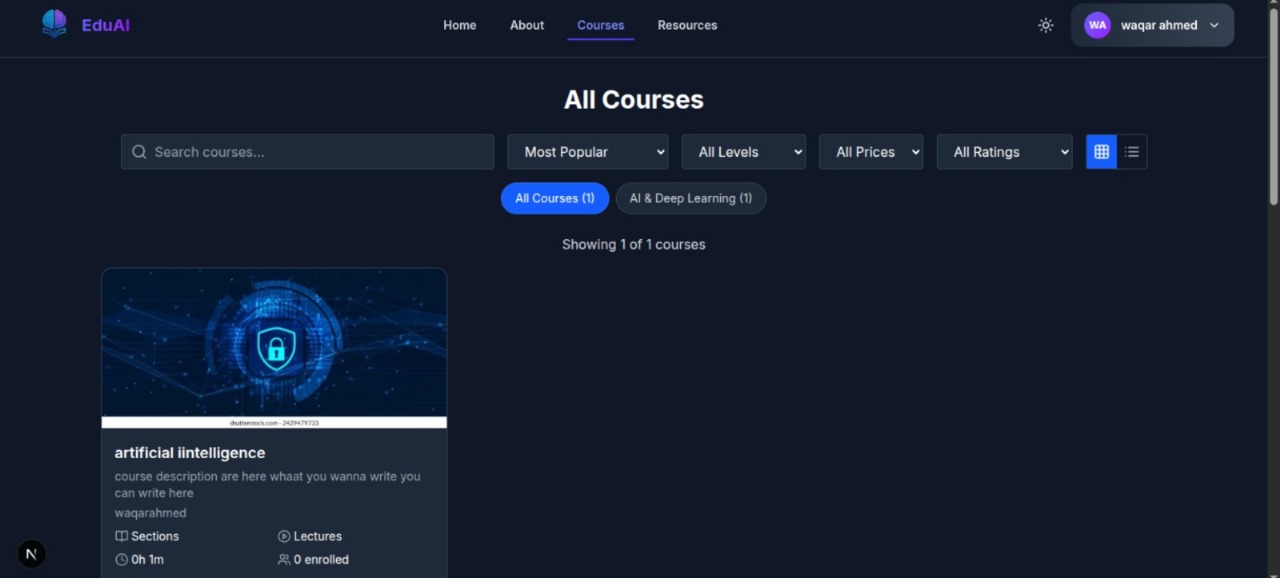 EduAI
Home About Courses Resources
WA waqar ahmed
All Courses
Search courses... Most Popular All Levels All Prices All Ratings
All Courses (1) AI & Deep Learning (1)
Showing 1 of 1 courses
shutterstock.com · 2429479733
artificial iintelligence
course description are here whaat you wanna write you
can write here
waqarahmed
Sections Lectures
0h 1m 0 enrolled
N